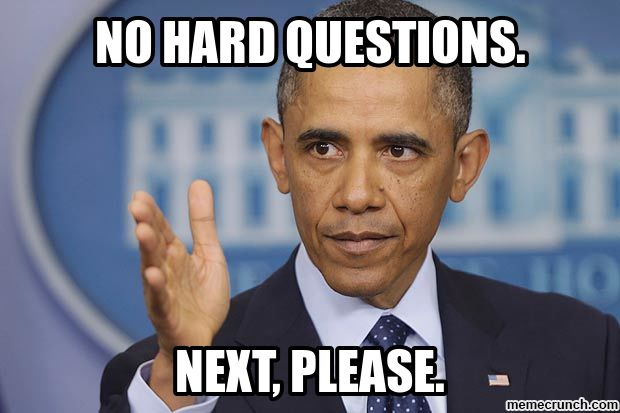 NO HARD QUESTIONS.
NEXT, PLEASE.
memecrunch.com